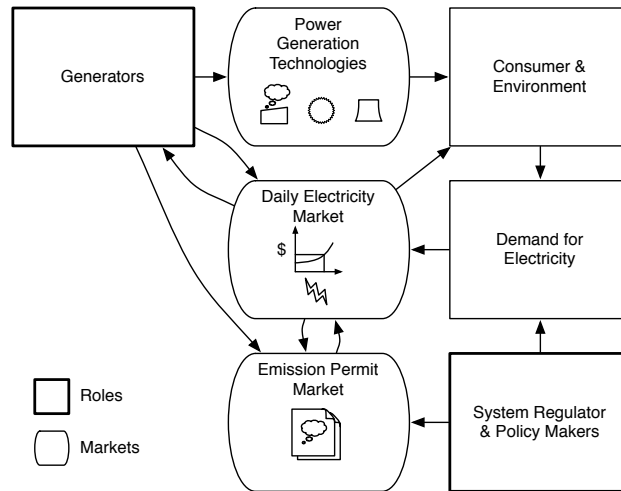 Generators
Power
Generation
Technologies
Consumer &
Environment
Daily Electricity
Market
$
Demand for
Electricity
Emission Permit
Market
System Regulator
& Policy Makers
Roles
Markets